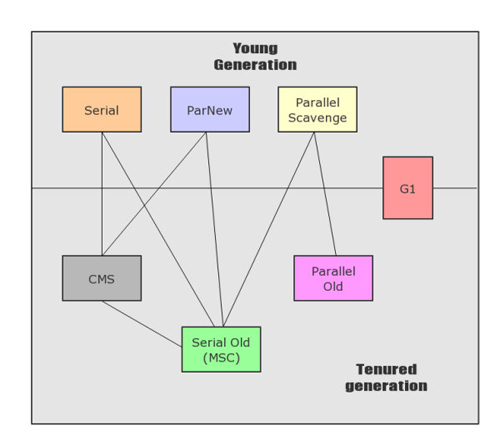 Young
Generation
Serial
ParNew
Parallel
Scavenge
G1
CMS
Parallel
Old
Serial Old
(MSC)
Tenured
generation